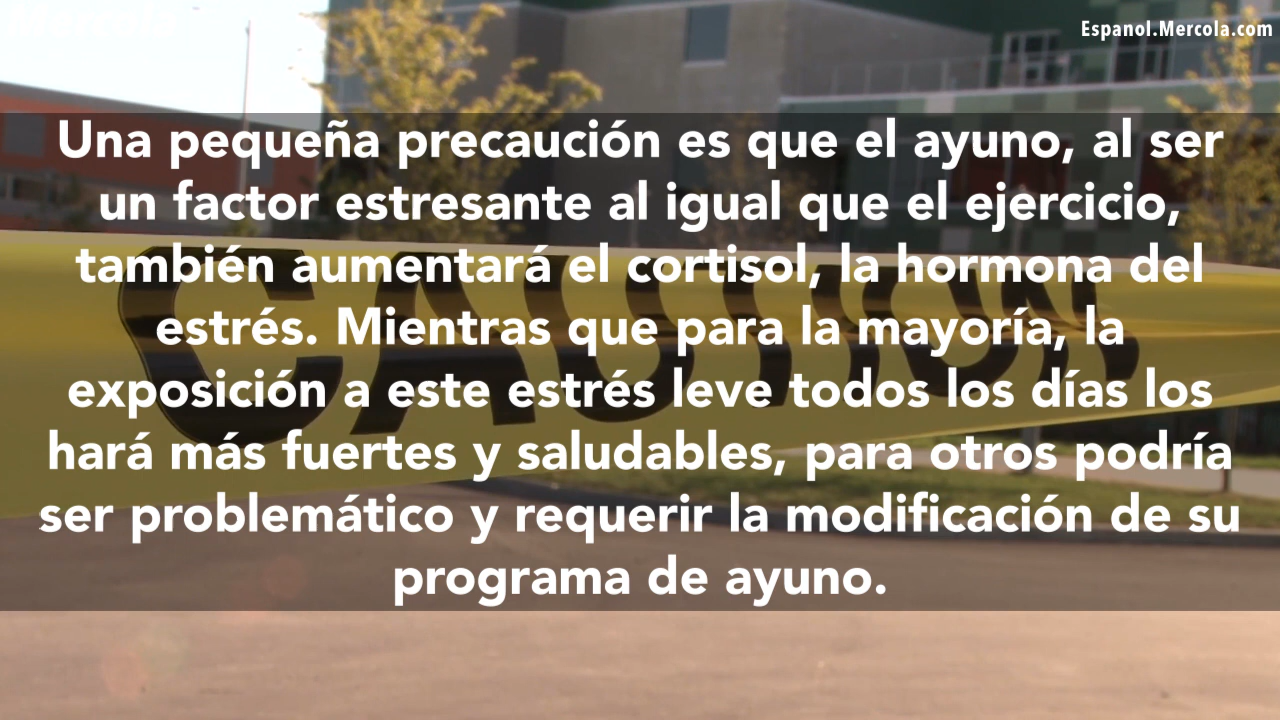 Mercola
Espanol.Mercola.com
Una pequeña precaución es que el ayuno, al ser
un factor estresante al igual que el ejercicio,
también aumentará el cortisol, la hormona del
estrés. Mientras que para la mayoría, la
exposición a este estrés leve todos los días los
hará más fuertes y saludables, para otros podría
ser problemático y requerir la modificación de su
programa de ayuno.
CAUTION